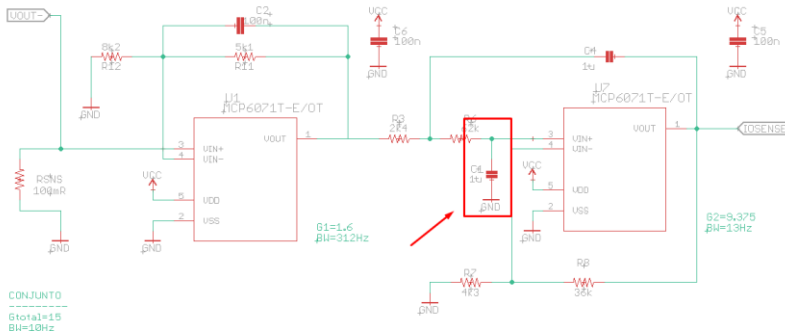 VOUT-
C2
100n
VCC
C6
100n
GND
VCC
C5
100n
GND
8k2
R12
5k1
R11
GND
C4
1u
U1
MCP6071T-E/OT
VIN+
VIN-
VDD
VSS
VOUT
3
4
5
2
1
RSNS
100mR
GND
VCC
GND
G1=1.6
BW=312Hz
R3
2k4
1u
GND
U7
MCP6071T-E/OT
VIN+
VIN-
VDD
VSS
VOUT
3
4
5
2
1
VCC
GND
IOSENSE
G2=9.375
BW=13Hz
R7
4k3
GND
R8
36k
CONJUNTO
----------
Gtotal=15
BW=10Hz